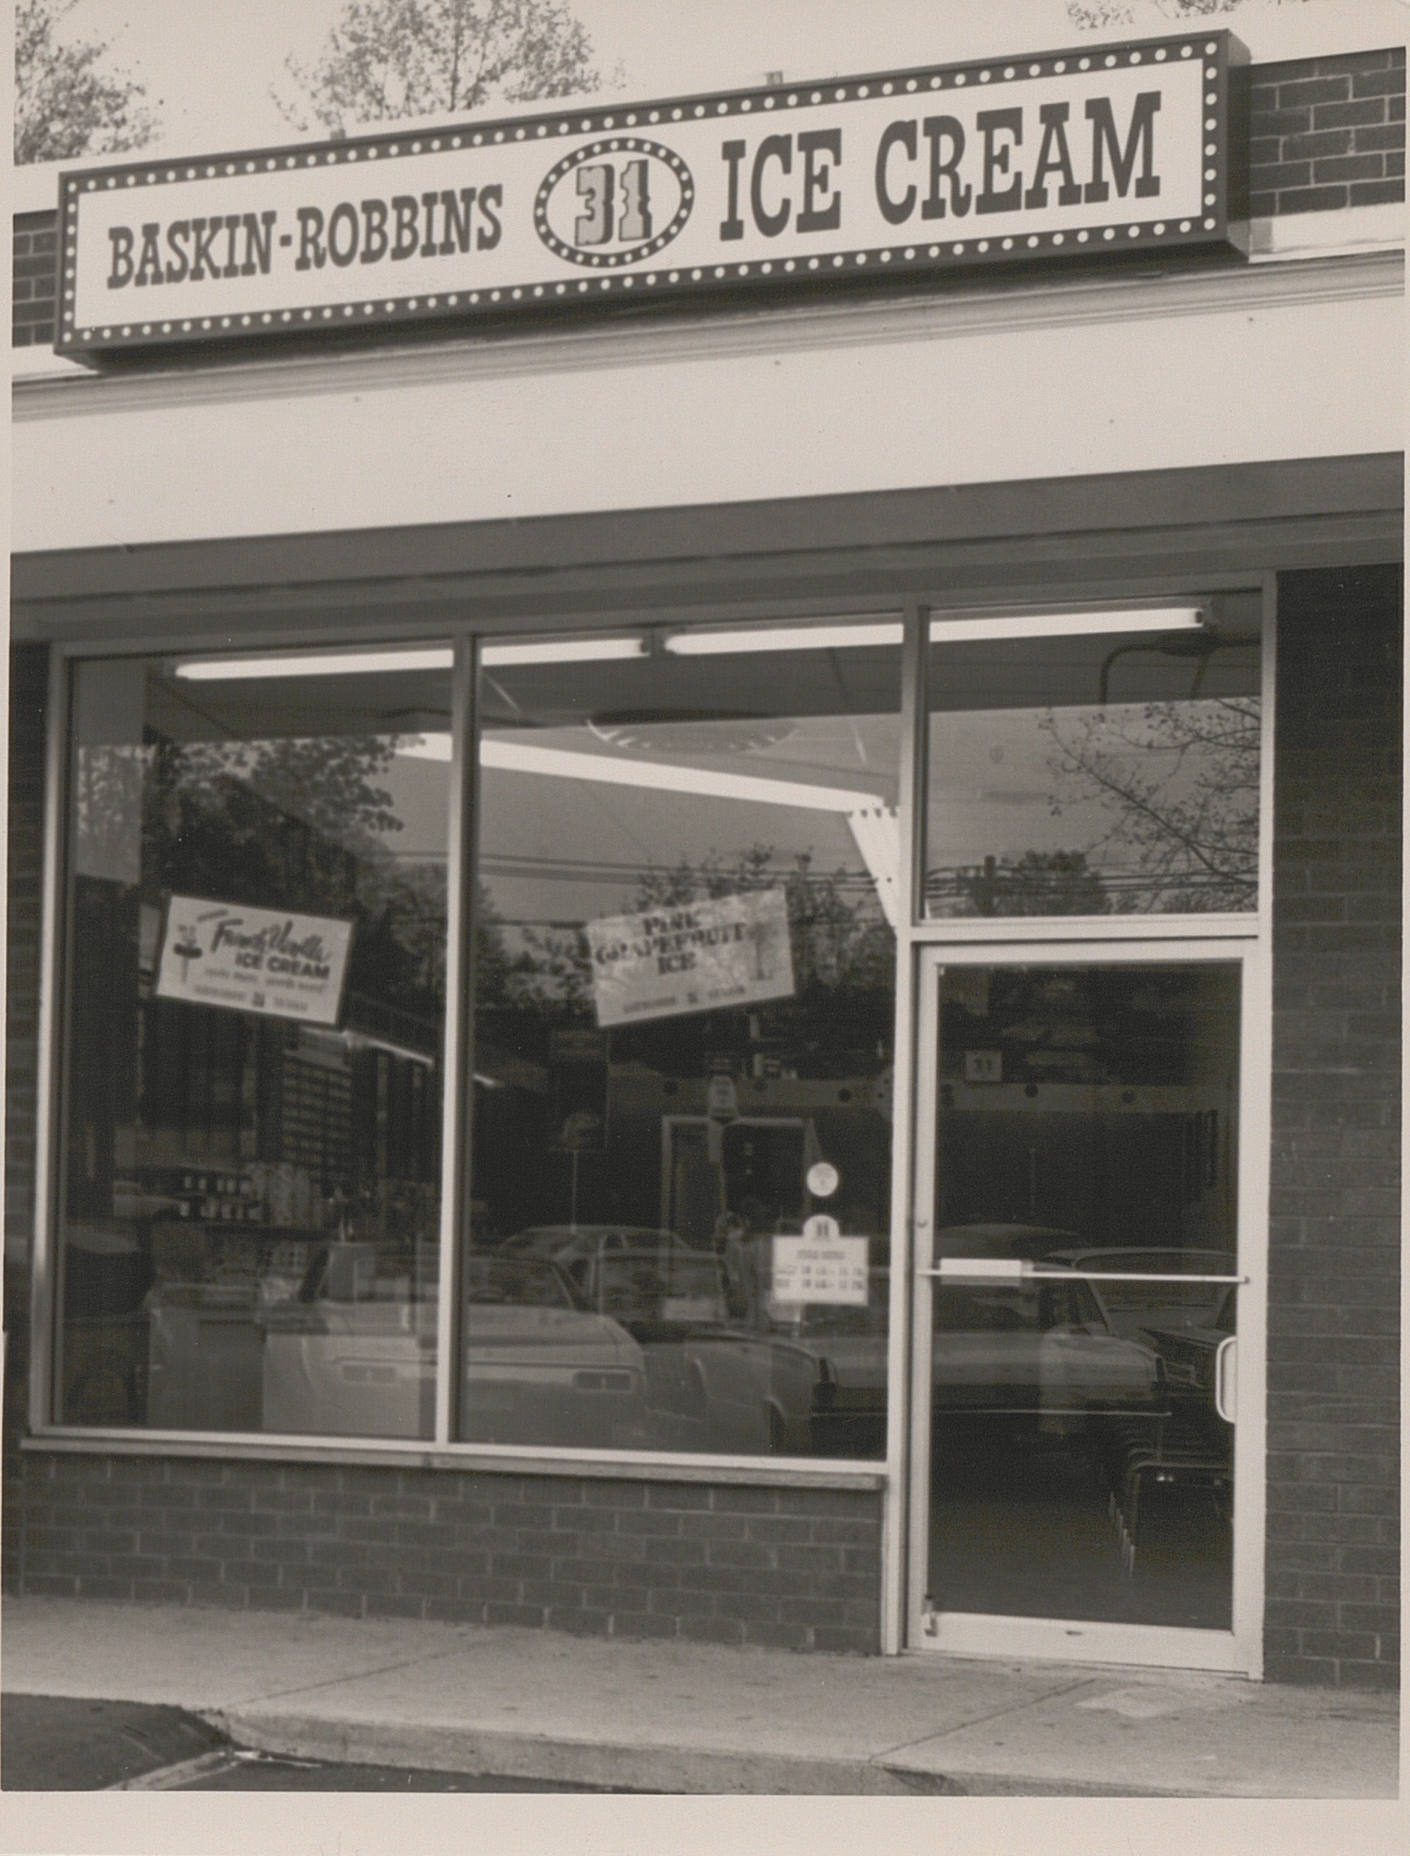 BASKIN-ROBBINS 31 ICE CREAM
French Vanilla
ICE CREAM
PINK
GRAPEFRUIT
ICE
31